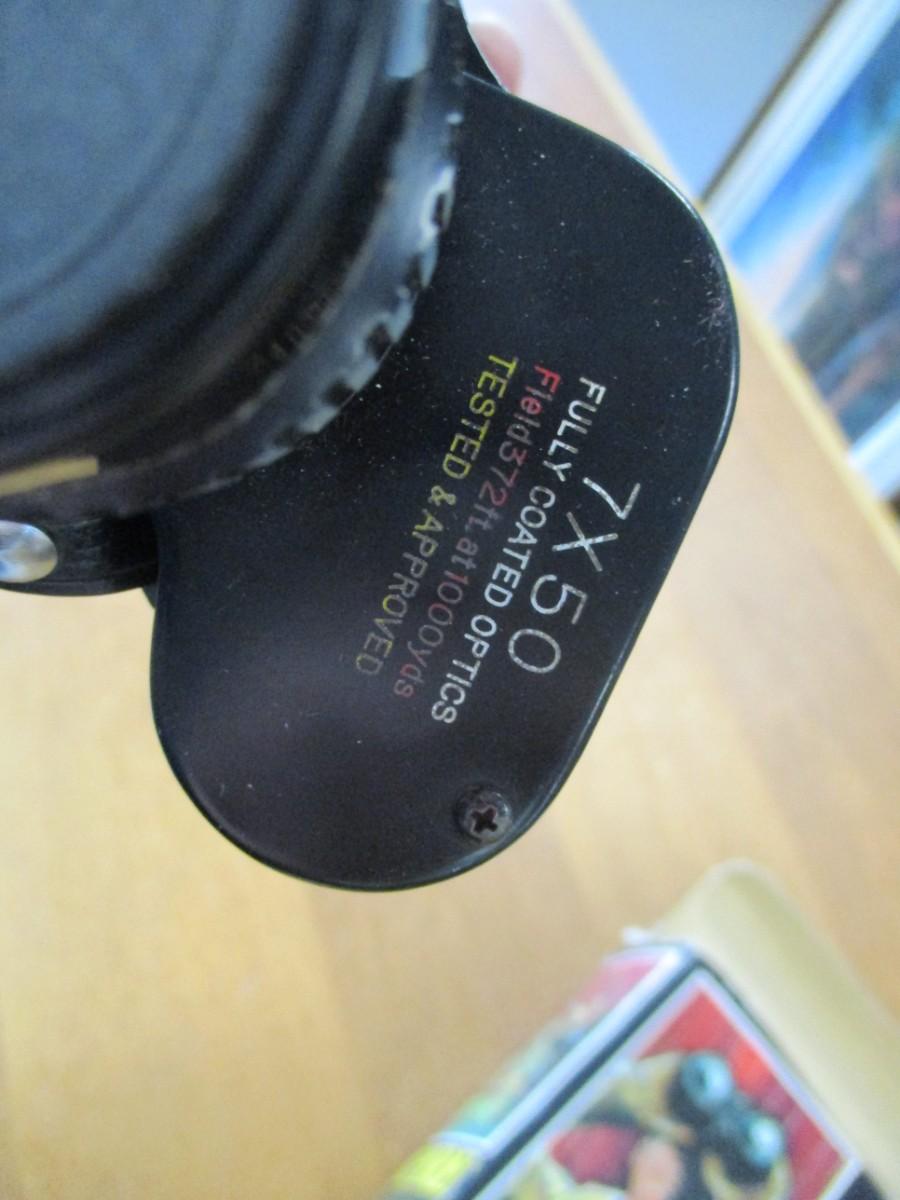 7X50
FULLY COATED OPTICS
Field372ft.at1000yds
TESTED & APPROVED